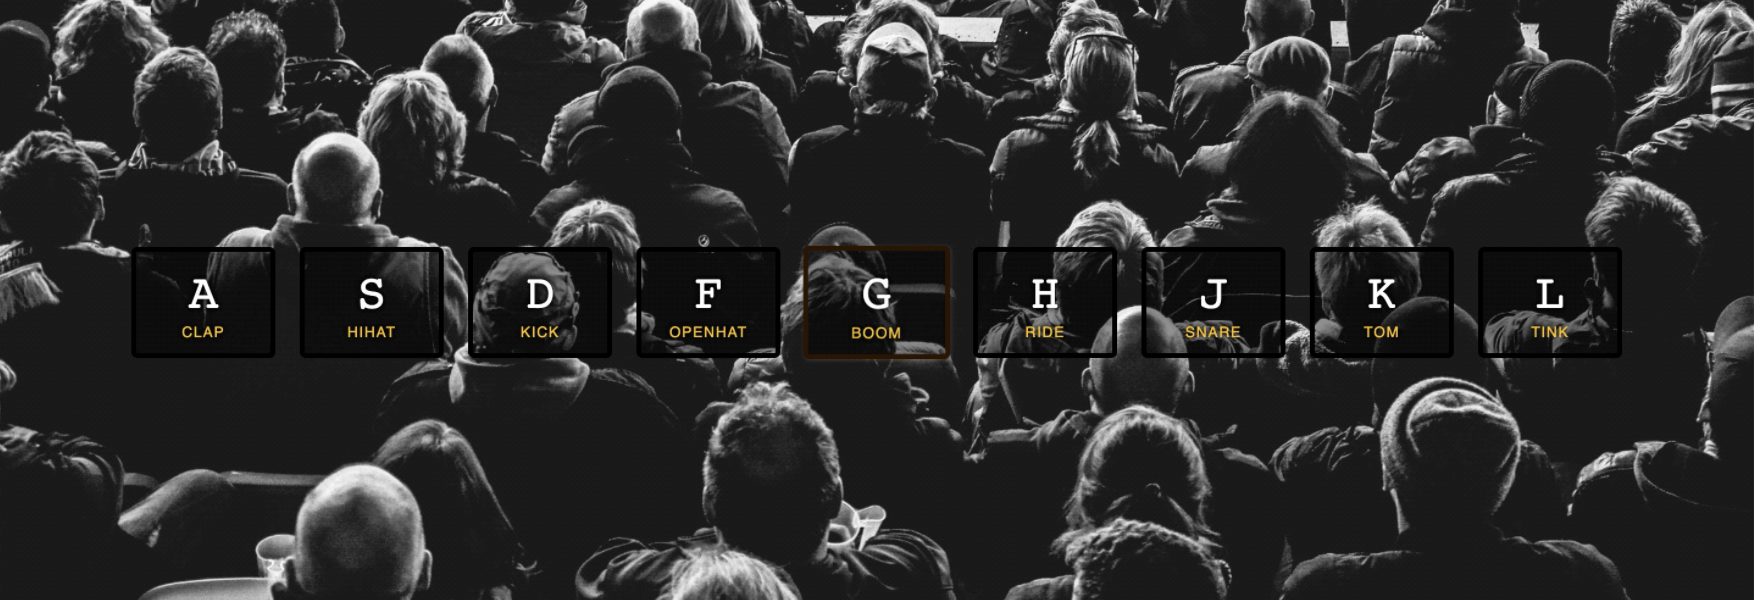 A S D F G H J K L
CLAP HIHAT KICK OPENHAT BOOM RIDE SNARE TOM TINK